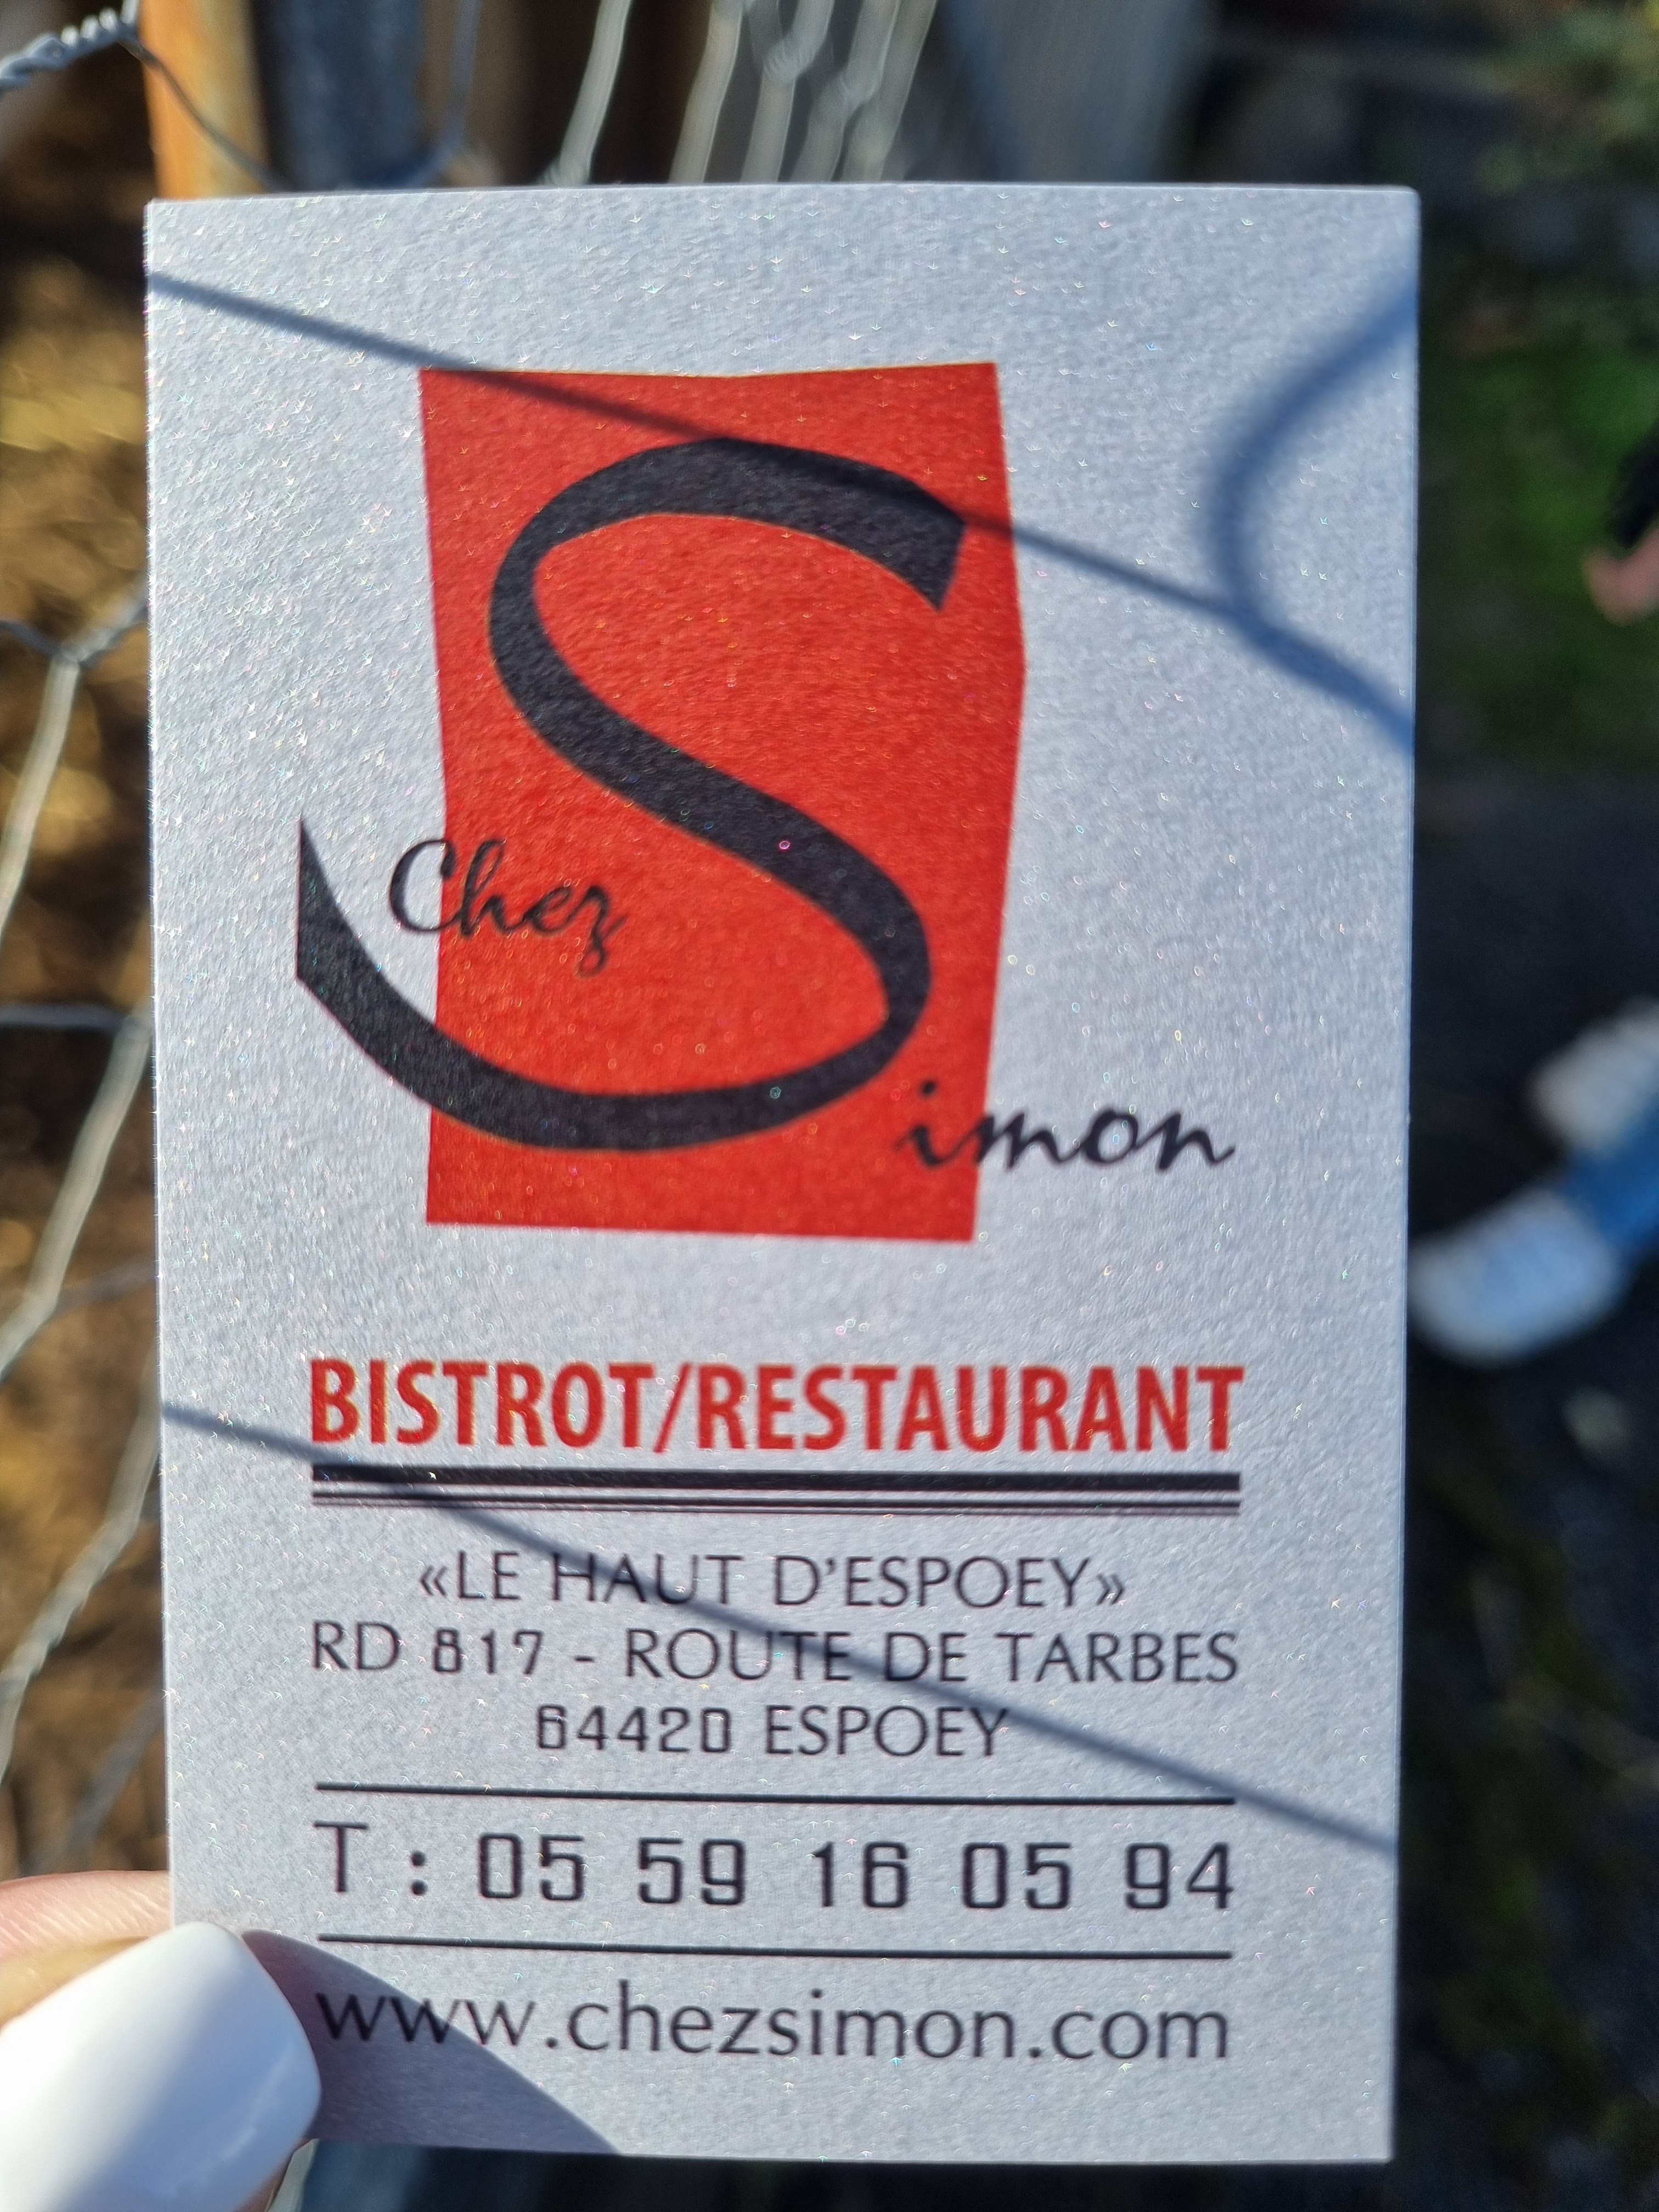 Chez
Simon
BISTROT/RESTAURANT
«LE HAUT D'ESPOEY»
RD 817 - ROUTE DE TARBES
64420 ESPOEY
T : 05 59 16 05 94
www.chezsimon.com